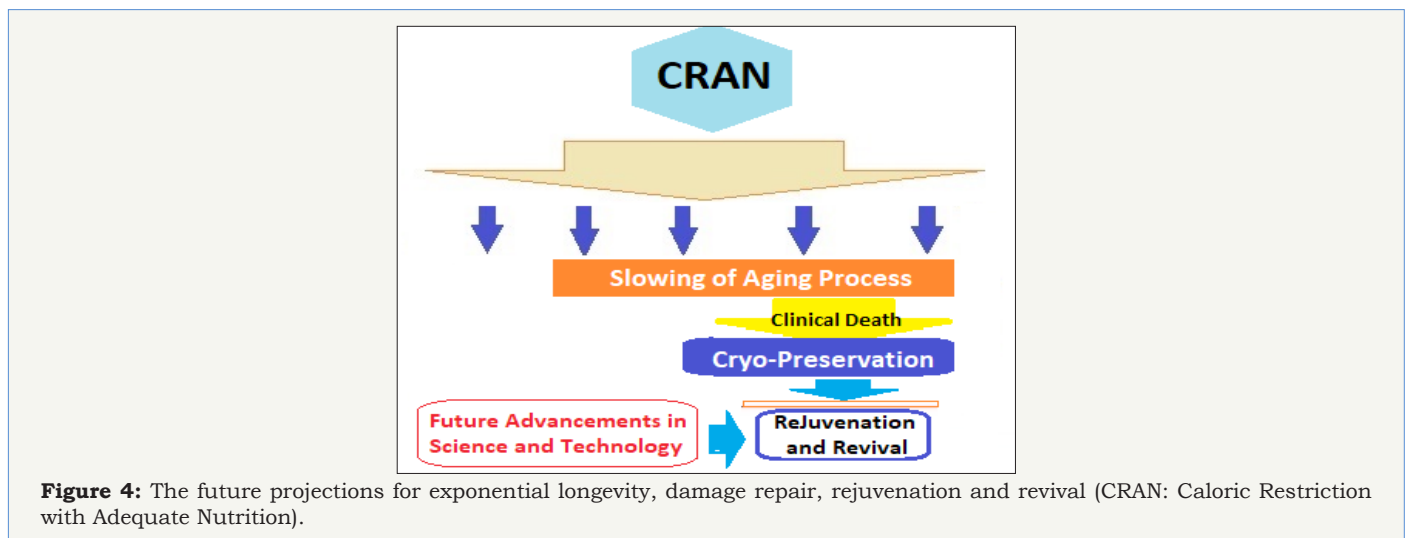 CRAN
Slowing of Aging Process
Clinical Death
Cryo-Preservation
Future Advancements in
Science and Technology
ReJuvenation
and Revival
Figure 4: The future projections for exponential longevity, damage repair, rejuvenation and revival (CRAN: Caloric Restriction
with Adequate Nutrition).